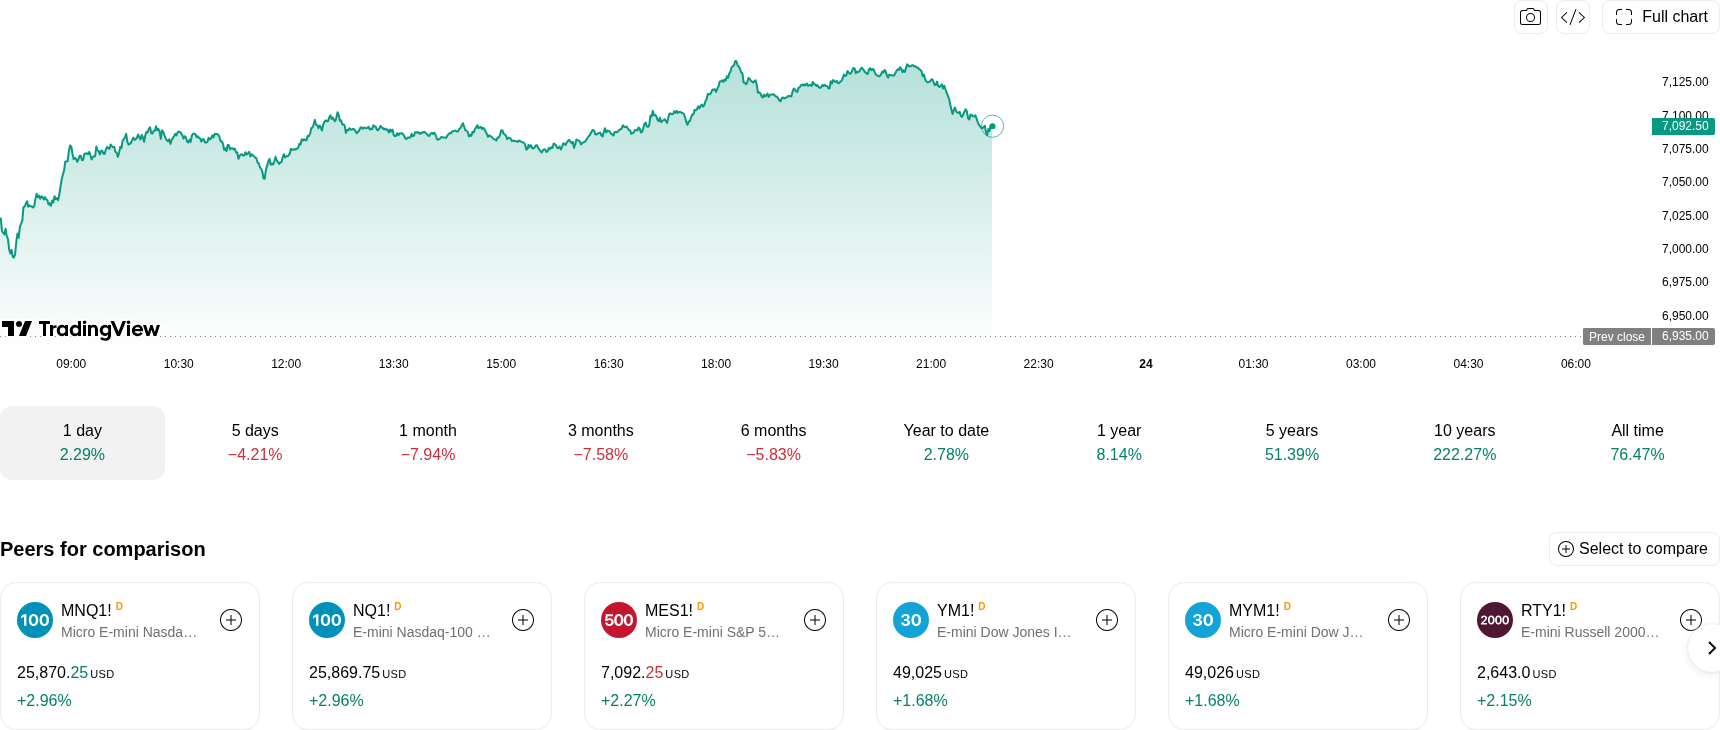 Full chart
7,125.00
7,100.00
7,092.50
7,075.00
7,050.00
7,025.00
7,000.00
6,975.00
6,950.00
TradingView
Prev close 6,935.00
09:00 10:30 12:00 13:30 15:00 16:30 18:00 19:30 21:00 22:30 24 01:30 03:00 04:30 06:00
1 day 5 days 1 month 3 months 6 months Year to date 1 year 5 years 10 years All time
2.29% −4.21% −7.94% −7.58% −5.83% 2.78% 8.14% 51.39% 222.27% 76.47%
Peers for comparison
Select to compare
100 MNQ1! D
Micro E-mini Nasda…
25,870.25 USD
+2.96%
100 NQ1! D
E-mini Nasdaq-100 …
25,869.75 USD
+2.96%
500 MES1! D
Micro E-mini S&P 5…
7,092.25 USD
+2.27%
30 YM1! D
E-mini Dow Jones I…
49,025 USD
+1.68%
30 MYM1! D
Micro E-mini Dow J…
49,026 USD
+1.68%
2000 RTY1! D
E-mini Russell 2000…
2,643.0 USD
+2.15%